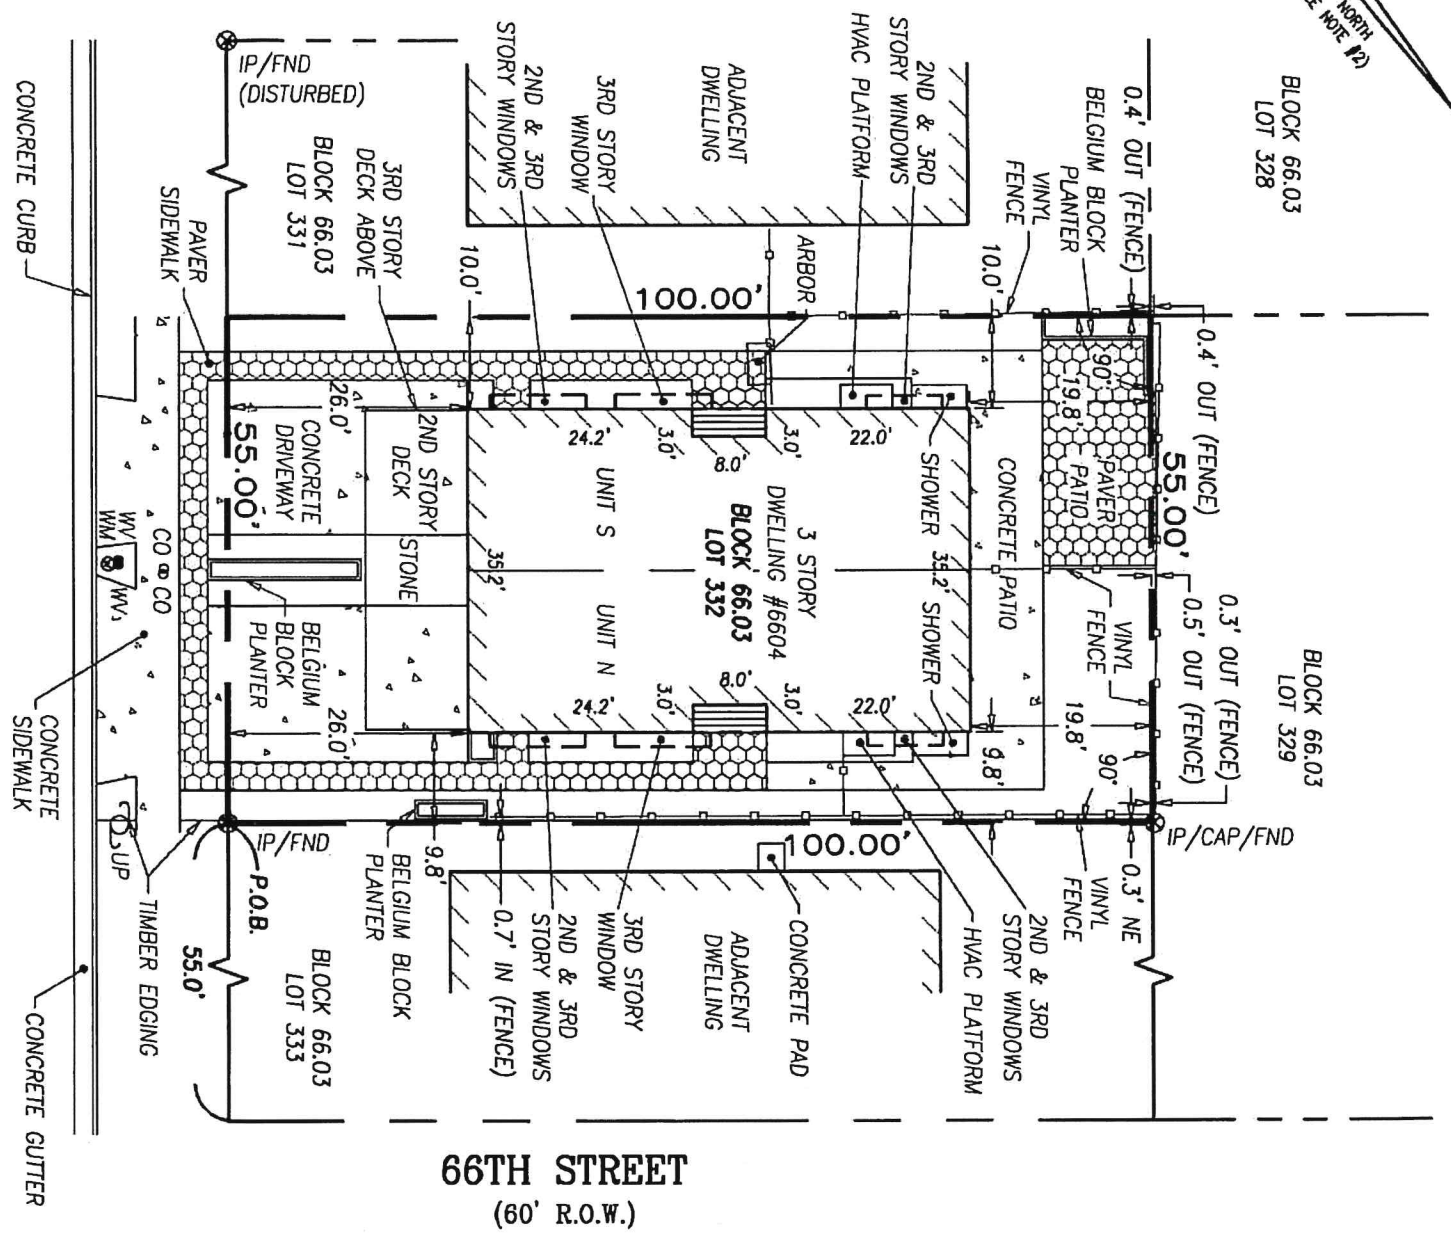 NORTH
E NOTE #2)
BLOCK 66.03
LOT 328
0.4' OUT (FENCE)
BELGIUM BLOCK
PLANTER
VINYL
FENCE
2ND & 3RD
STORY WINDOWS
HVAC PLATFORM
ADJACENT
DWELLING
3RD STORY
WINDOW
2ND & 3RD
STORY WINDOWS
IP/FND
(DISTURBED)
BLOCK 66.03
LOT 331
3RD STORY
DECK ABOVE
PAVER
SIDEWALK
CONCRETE CURB
10.0'
100.00'
ARBOR
10.0'
0.4' OUT (FENCE)
55.00'
90°
19.8'
PAVER
PATIO
26.0'
55.00'
CONCRETE
DRIVEWAY
2ND STORY
DECK
STONE
24.2'
3.0'
8.0'
3.0'
22.0'
SHOWER
CONCRETE PATIO
UNIT S
3 STORY
DWELLING #6604
BLOCK 66.03
LOT 332
35.2'
35.2'
UNIT N
SHOWER
WV
WM
CO
CO
WV
BELGIUM
BLOCK
PLANTER
26.0'
24.2'
3.0'
8.0'
3.0'
22.0'
9.8'
19.8'
90°
VINYL
FENCE
0.3' OUT (FENCE)
0.5' OUT (FENCE)
BLOCK 66.03
LOT 329
CONCRETE
SIDEWALK
UP
TIMBER EDGING
IP/FND
P.O.B.
55.0'
BLOCK 66.03
LOT 333
9.8'
BELGIUM BLOCK
PLANTER
0.7' IN (FENCE)
2ND & 3RD
STORY WINDOWS
3RD STORY
WINDOW
ADJACENT
DWELLING
100.00'
CONCRETE PAD
HVAC PLATFORM
2ND & 3RD
STORY WINDOWS
VINYL
FENCE
0.3' NE
IP/CAP/FND
CONCRETE GUTTER
66TH STREET
(60' R.O.W.)